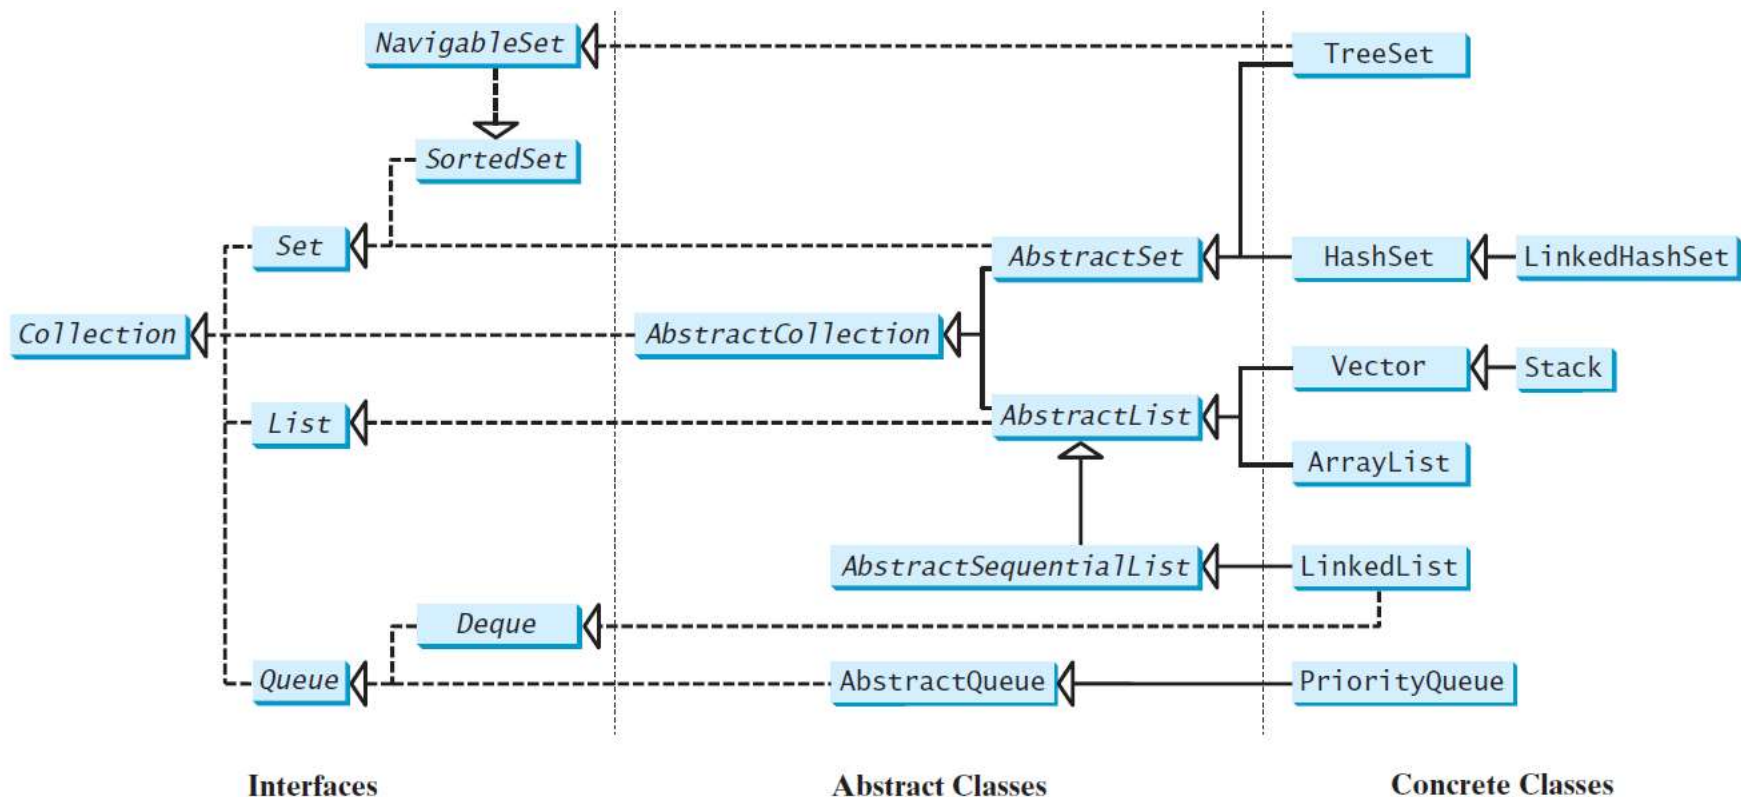 NavigableSet
TreeSet
SortedSet
Set
AbstractSet
HashSet
LinkedHashSet
Collection
AbstractCollection
Vector
Stack
List
AbstractList
ArrayList
AbstractSequentialList
LinkedList
Deque
Queue
AbstractQueue
PriorityQueue
Interfaces
Abstract Classes
Concrete Classes